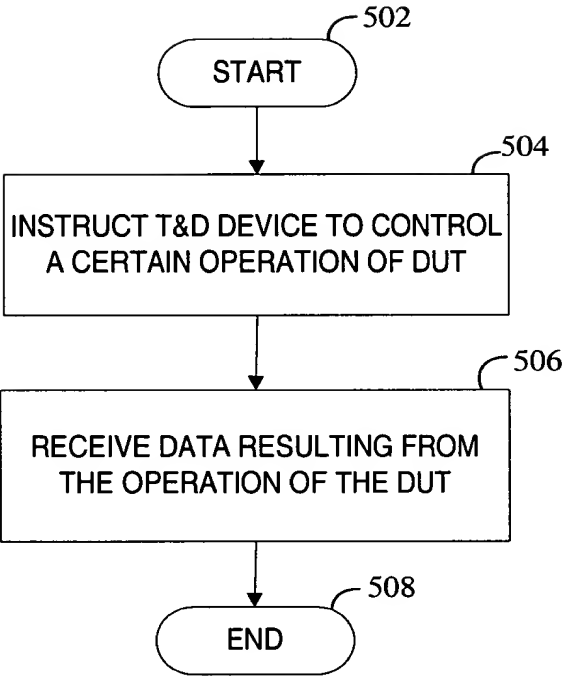 502
START
504
INSTRUCT T&D DEVICE TO CONTROL
A CERTAIN OPERATION OF DUT
506
RECEIVE DATA RESULTING FROM
THE OPERATION OF THE DUT
508
END